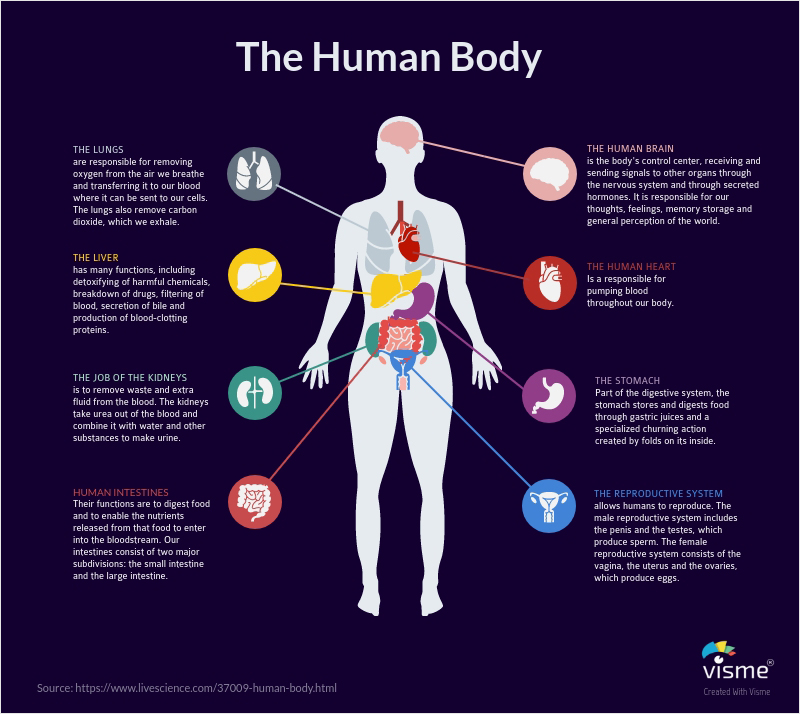 The Human Body
THE LUNGS
are responsible for removing
oxygen from the air we breathe
and transferring it to our blood
where it can be sent to our cells.
The lungs also remove carbon
dioxide, which we exhale.
THE LIVER
has many functions, including
detoxifying of harmful chemicals,
breakdown of drugs, filtering of
blood, secretion of bile and
production of blood-clotting
proteins.
THE JOB OF THE KIDNEYS
is to remove waste and extra
fluid from the blood. The kidneys
take urea out of the blood and
combine it with water and other
substances to make urine.
HUMAN INTESTINES
Their functions are to digest food
and to enable the nutrients
released from that food to enter
into the bloodstream. Our
intestines consist of two major
subdivisions: the small intestine
and the large intestine.
THE HUMAN BRAIN
is the body's control center, receiving and
sending signals to other organs through
the nervous system and through secreted
hormones. It is responsible for our
thoughts, feelings, memory storage and
general perception of the world.
THE HUMAN HEART
Is a responsible for
pumping blood
throughout our body.
THE STOMACH
Part of the digestive system, the
stomach stores and digests food
through gastric juices and a
specialized churning action
created by folds on its inside.
THE REPRODUCTIVE SYSTEM
allows humans to reproduce. The
male reproductive system includes
the penis and the testes, which
produce sperm. The female
reproductive system consists of the
vagina, the uterus and the ovaries,
which produce eggs.
Source: https://www.livescience.com/37009-human-body.html
visme®
Created With Visme